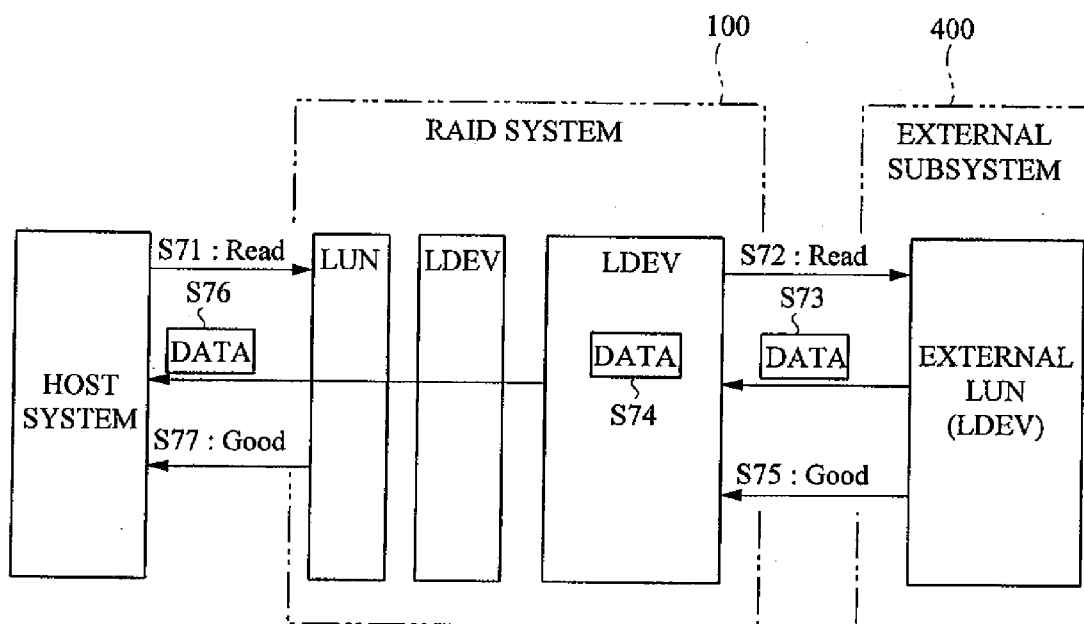 100
400
RAID SYSTEM
EXTERNAL
SUBSYSTEM
S71 : Read
LUN
LDEV
LDEV
S72 : Read
S76
DATA
S73
DATA
DATA
S74
HOST
SYSTEM
EXTERNAL
LUN
(LDEV)
S77 : Good
S75 : Good